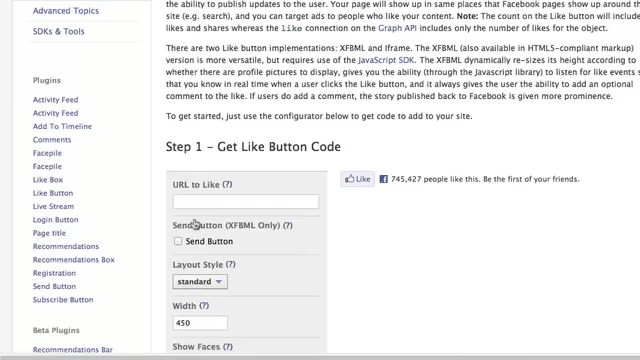 Advanced Topics
SDKs & Tools
Plugins
Activity Feed
Activity Feed
Add To Timeline
Comments
Facepile
Facepile
Like Box
Like Button
Live Stream
Login Button
Page title
Recommendations
Recommendations Box
Registration
Send Button
Subscribe Button
Beta Plugins
Recommendations Bar
the ability to publish updates to the user. Your page will show up in same places that Facebook pages show up around the
site (e.g. search), and you can target ads to people who like your content. Note: The count on the Like button will include
likes and shares whereas the like connection on the Graph API includes only the number of likes for the object.
There are two Like button implementations: XFBML and Iframe. The XFBML (also available in HTML5-compliant markup)
version is more versatile, but requires use of the JavaScript SDK. The XFBML dynamically re-sizes its height according to
whether there are profile pictures to display, gives you the ability (through the Javascript library) to listen for like events s
that you know in real time when a user clicks the Like button, and it always gives the user the ability to add an optional
comment to the like. If users do add a comment, the story published back to Facebook is given more prominence.
To get started, just use the configurator below to get code to add to your site.
Step 1 - Get Like Button Code
URL to Like (?)
Send Button (XFBML Only) (?)
Send Button
Layout Style (?)
standard
Width (?)
450
Show Faces (?)
Like
745,427 people like this. Be the first of your friends.